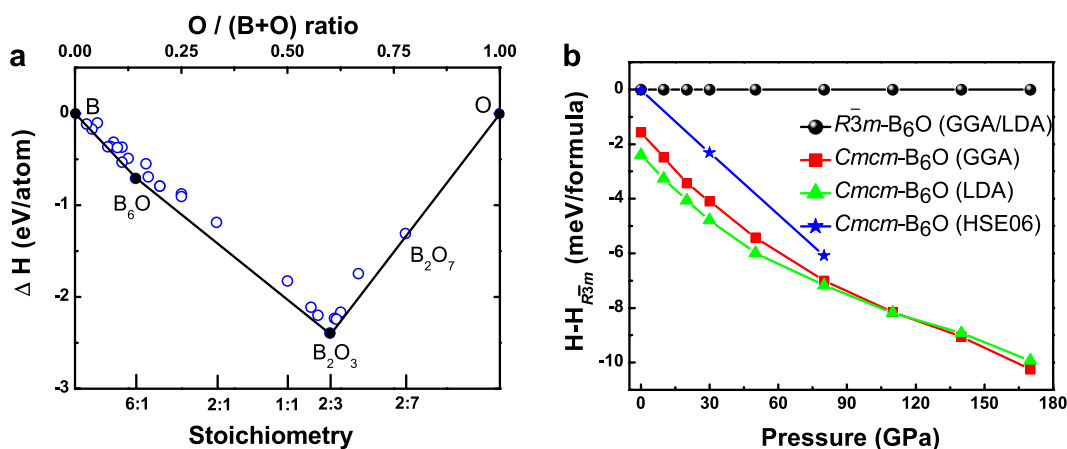 O / (B+O) ratio
0.00 0.25 0.50 0.75 1.00
a
0
-1
-2
-3
Δ H (eV/atom)
B
O
B6O
B2O7
B2O3
6:1 2:1 1:1 2:3 2:7
Stoichiometry
b
0
-2
-4
-6
-8
-10
H-HR3̄m (meV/formula)
R3̄m-B6O (GGA/LDA)
Cmcm-B6O (GGA)
Cmcm-B6O (LDA)
Cmcm-B6O (HSE06)
0 30 60 90 120 150 180
Pressure (GPa)